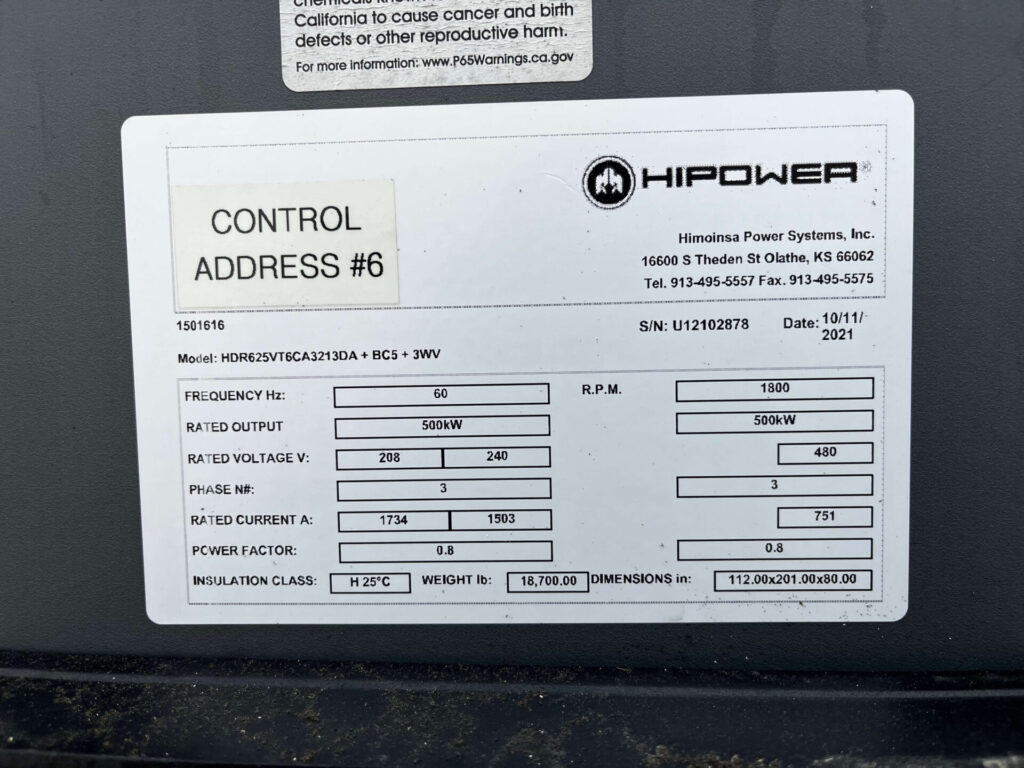 California to cause cancer and birth
defects or other reproductive harm.
For more information: www.P65Warnings.ca.gov
CONTROL
ADDRESS #6
HIPOWER®
Himoinsa Power Systems, Inc.
16600 S Theden St Olathe, KS 66062
Tel. 913-495-5557 Fax. 913-495-5575
1501616
S/N: U12102878 Date: 10/11/
2021
Model: HDR625VT6CA3213DA + BC5 + 3WV
FREQUENCY Hz: 60 R.P.M. 1800
RATED OUTPUT 500kW 500kW
RATED VOLTAGE V: 208 240 480
PHASE N#: 3 3
RATED CURRENT A: 1734 1503 751
POWER FACTOR: 0.8 0.8
INSULATION CLASS: H 25°C WEIGHT lb: 18,700.00 DIMENSIONS in: 112.00x201.00x80.00